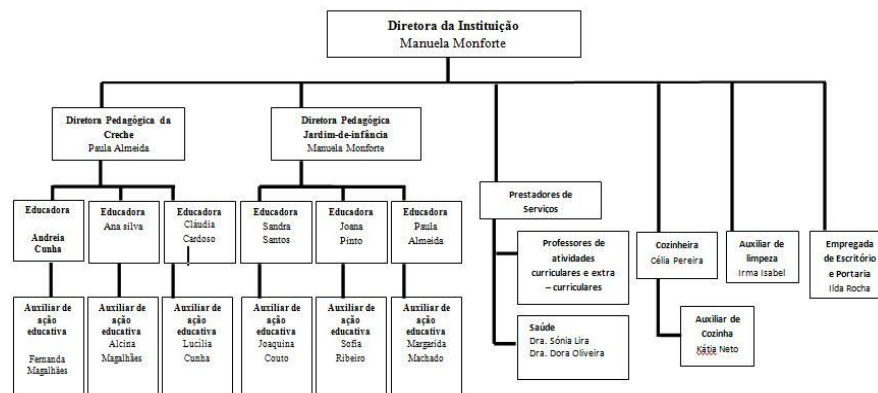 Diretora da Instituição
Manuela Monforte
Diretora Pedagógica da
Creche
Paula Almeida
Diretora Pedagógica
Jardim-de-infância
Manuela Monforte
Prestadores de
Serviços
Educadora
Andreia
Cunha
Educadora
Ana silva
Educadora
Cláudia
Cardoso
Educadora
Sandra
Santos
Educadora
Joana
Pinto
Educadora
Paula
Almeida
Professores de
atividades
curriculares e extra
– curriculares
Cozinheira
Célia Pereira
Auxiliar de
limpeza
Irma Isabel
Empregada
de Escritório
e Portaria
Ilda Rocha
Auxiliar de
ação
educativa
Fernanda
Magalhães
Auxiliar de
ação
educativa
Alcina
Magalhães
Auxiliar de
ação
educativa
Lucilia
Cunha
Auxiliar de
ação
educativa
Joaquina
Couto
Auxiliar de
ação
educativa
Sofia
Ribeiro
Auxiliar de
ação
educativa
Margarida
Machado
Saúde
Dra. Sónia Lira
Dra. Dora Oliveira
Auxiliar de
Cozinha
Kátia Neto